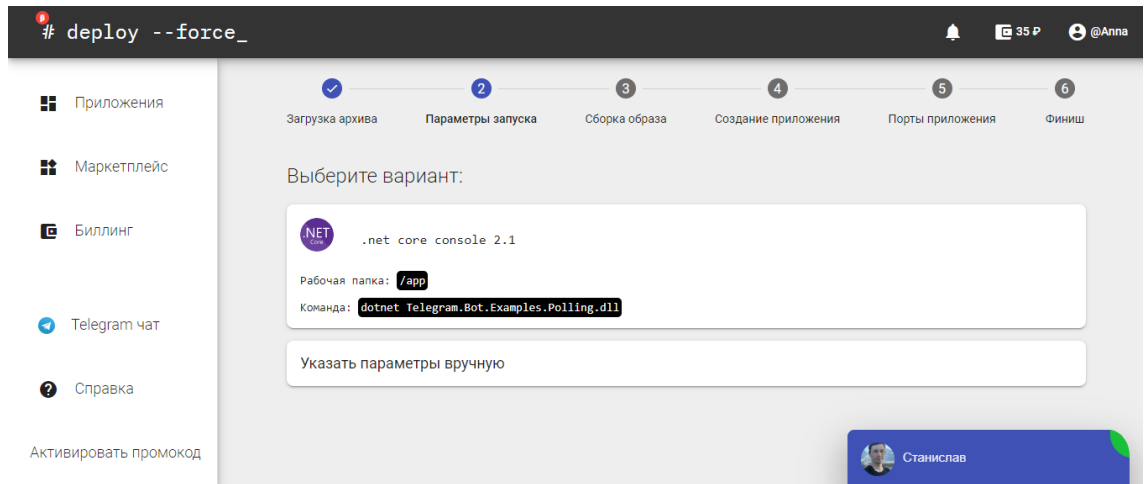 β
# deploy --force_
35 ₽
@Anna
Приложения
Маркетплейс
Биллинг
Telegram чат
Справка
Активировать промокод
2
3
4
5
6
Загрузка архива
Параметры запуска
Сборка образа
Создание приложения
Порты приложения
Финиш
Выберите вариант:
.NET
Core
.net core console 2.1
Рабочая папка: /app
Команда: dotnet Telegram.Bot.Examples.Polling.dll
Указать параметры вручную
Станислав